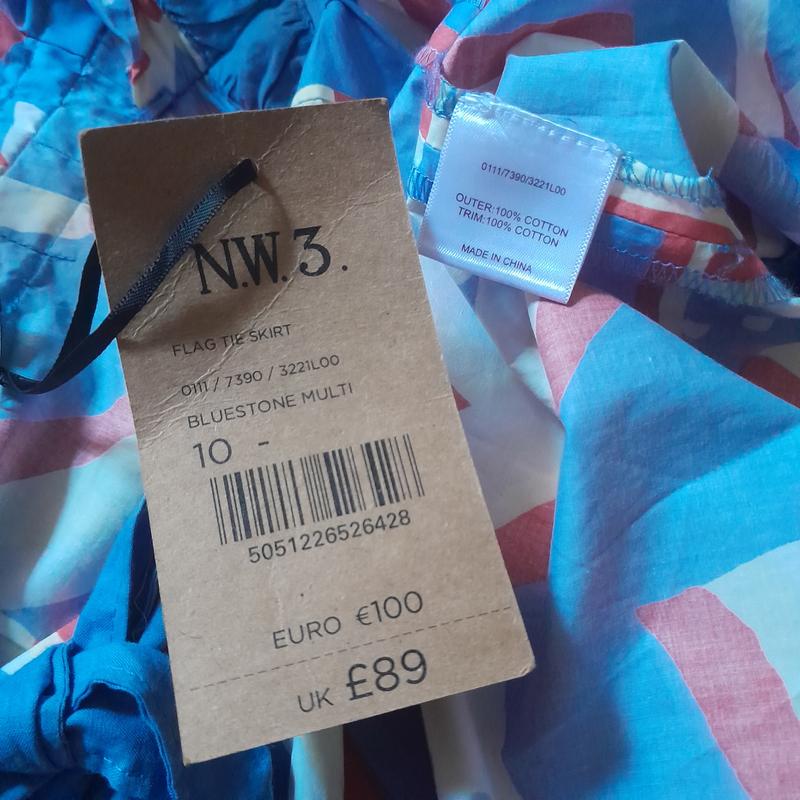 N.W.3.
FLAG TIE SKIRT
0111 / 7390 / 3221L00
BLUESTONE MULTI
10 -
5051226526428
EURO €100
UK £89
0111/7390/3221L00
OUTER:100% COTTON
TRIM:100% COTTON
MADE IN CHINA